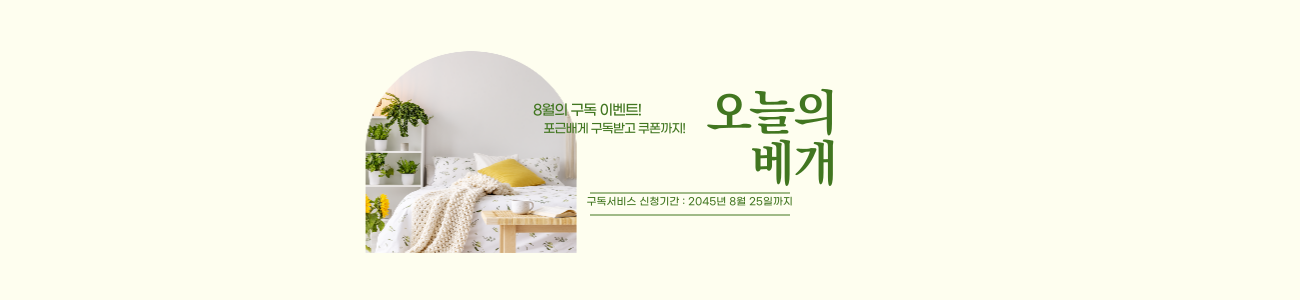 8월의 구독 이벤트!
포근배게 구독받고 쿠폰까지!
오늘의
베개
구독서비스 신청기간 : 2045년 8월 25일까지